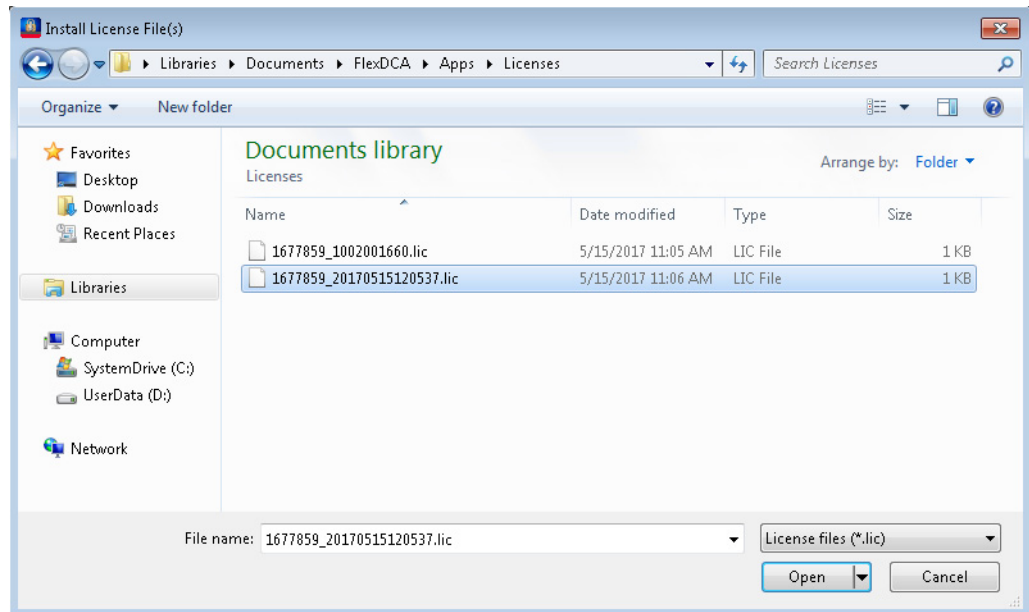 Install License File(s)
Libraries Documents FlexDCA Apps Licenses
Search Licenses
Organize New folder
Favorites
Desktop
Downloads
Recent Places
Libraries
Computer
SystemDrive (C:)
UserData (D:)
Network
Documents library
Licenses
Arrange by: Folder
Name Date modified Type Size
1677859_1002001660.lic 5/15/2017 11:05 AM LIC File 1 KB
1677859_20170515120537.lic 5/15/2017 11:06 AM LIC File 1 KB
File name: 1677859_20170515120537.lic
License files (*.lic)
Open Cancel